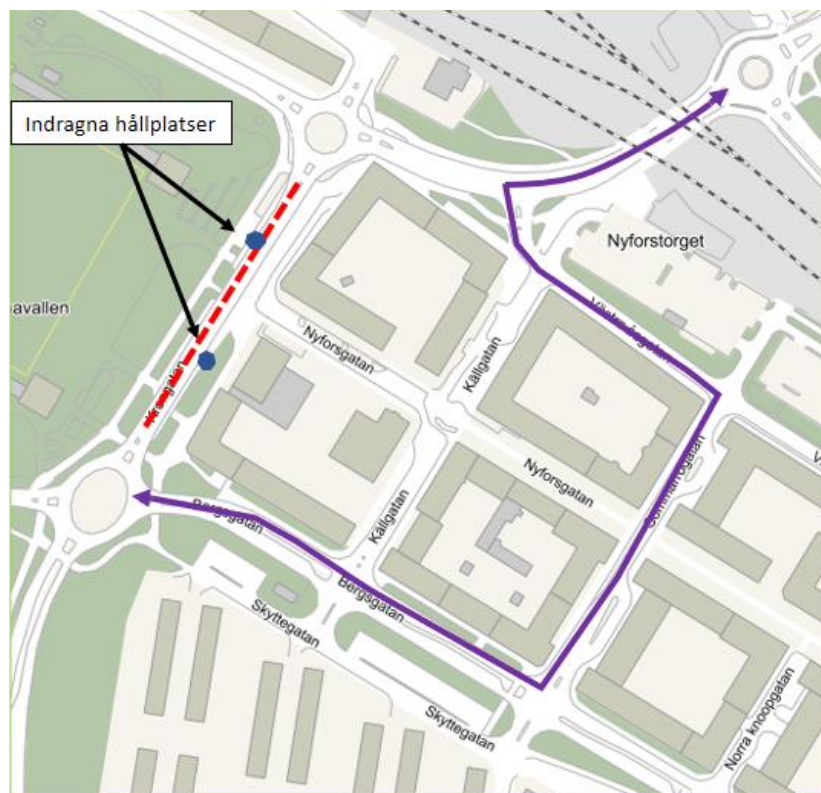 Indragna hållplatser
Nyforstorget
avallen
Nyforsgatan
Källgatan
Nyforsgatan
Källgatan
Bergsgatan
Bergsgatan
Skyttegatan
Skyttegatan
Norra knoopgatan